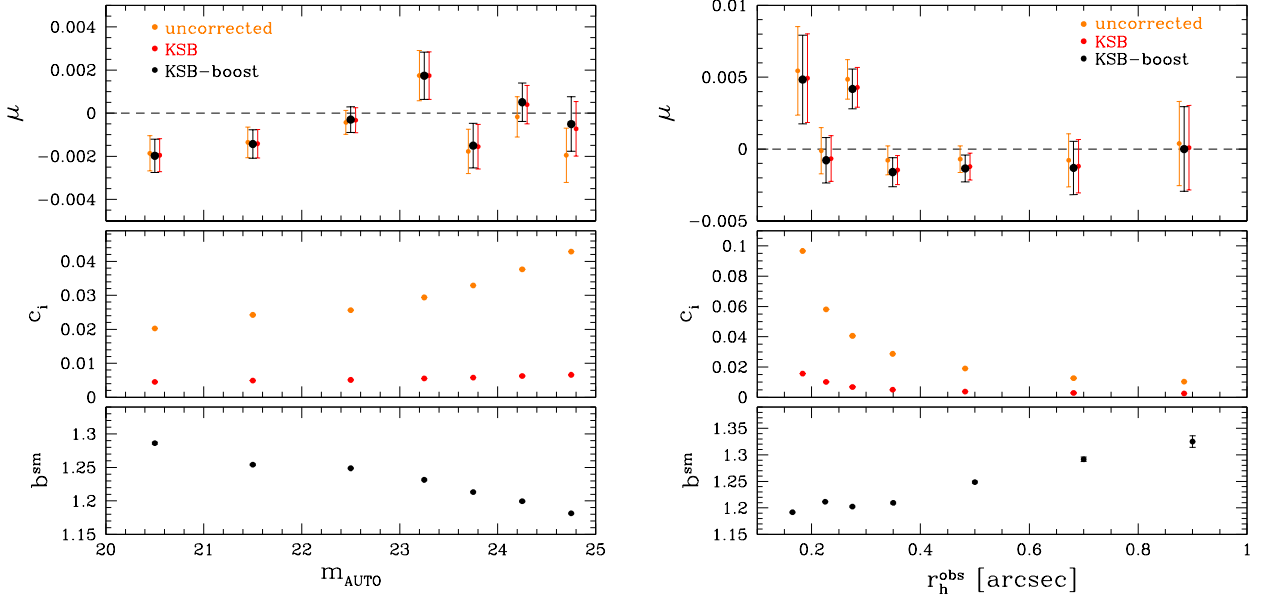 uncorrected
KSB
KSB-boost
μ
0.004
0.002
0
-0.002
-0.004
c_i
0.04
0.03
0.02
0.01
0
b^sm
1.3
1.25
1.2
1.15
20 21 22 23 24 25
m_AUTO
uncorrected
KSB
KSB-boost
μ
0.01
0.005
0
-0.005
c_i
0.1
0.08
0.06
0.04
0.02
0
b^sm
1.35
1.3
1.25
1.2
1.15
0.2 0.4 0.6 0.8 1
r_h^obs [arcsec]